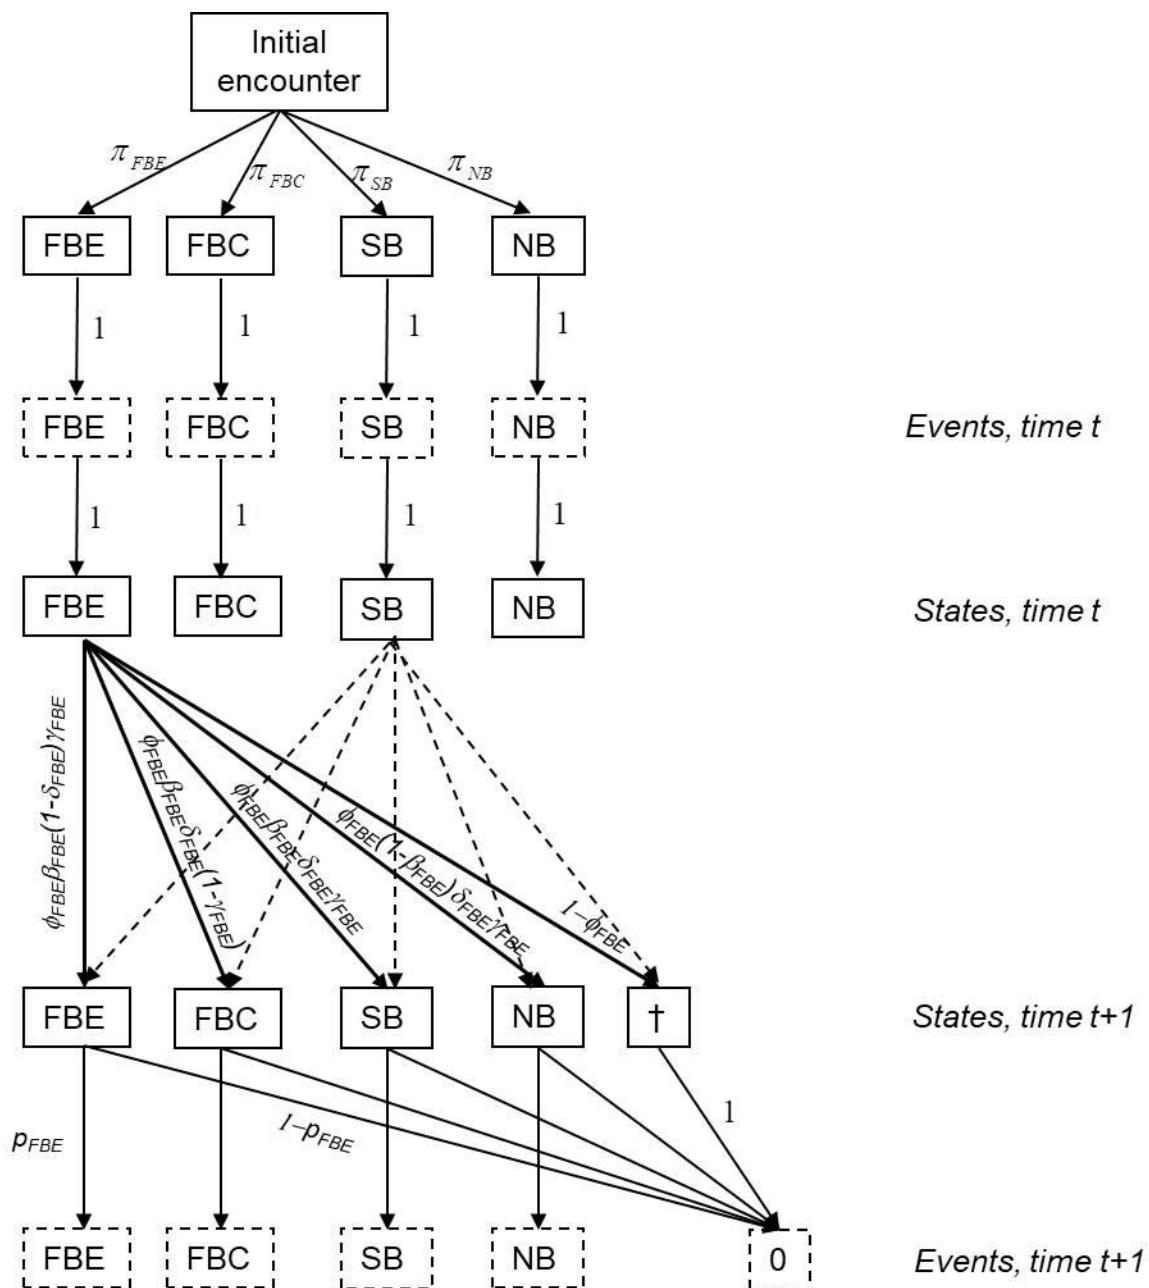 Initial
encounter
π FBE
π FBC
π SB
π NB
FBE FBC SB NB
1 1 1 1
FBE FBC SB NB Events, time t
1 1 1 1
FBE FBC SB NB States, time t
ϕFBEβFBE(1-δFBE)γFBE
ϕFBEβFBEδFBE(1-γFBE)
ϕFBEβFBEδFBEγFBE
ϕFBE(1-βFBE)δFBEγFBE
1-ϕFBE
FBE FBC SB NB † States, time t+1
pFBE
1-pFBE
1
FBE FBC SB NB 0 Events, time t+1